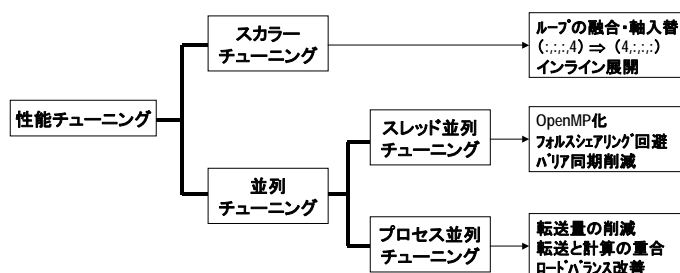 性能チューニング
スカラー
チューニング
ループの融合・軸入替
(:,:,:,4) ⇒ (4,:,:,:)
インライン展開
並列
チューニング
スレッド並列
チューニング
OpenMP化
フォルスシェアリング回避
バリア同期削減
プロセス並列
チューニング
転送量の削減
転送と計算の重合
ロードバランス改善